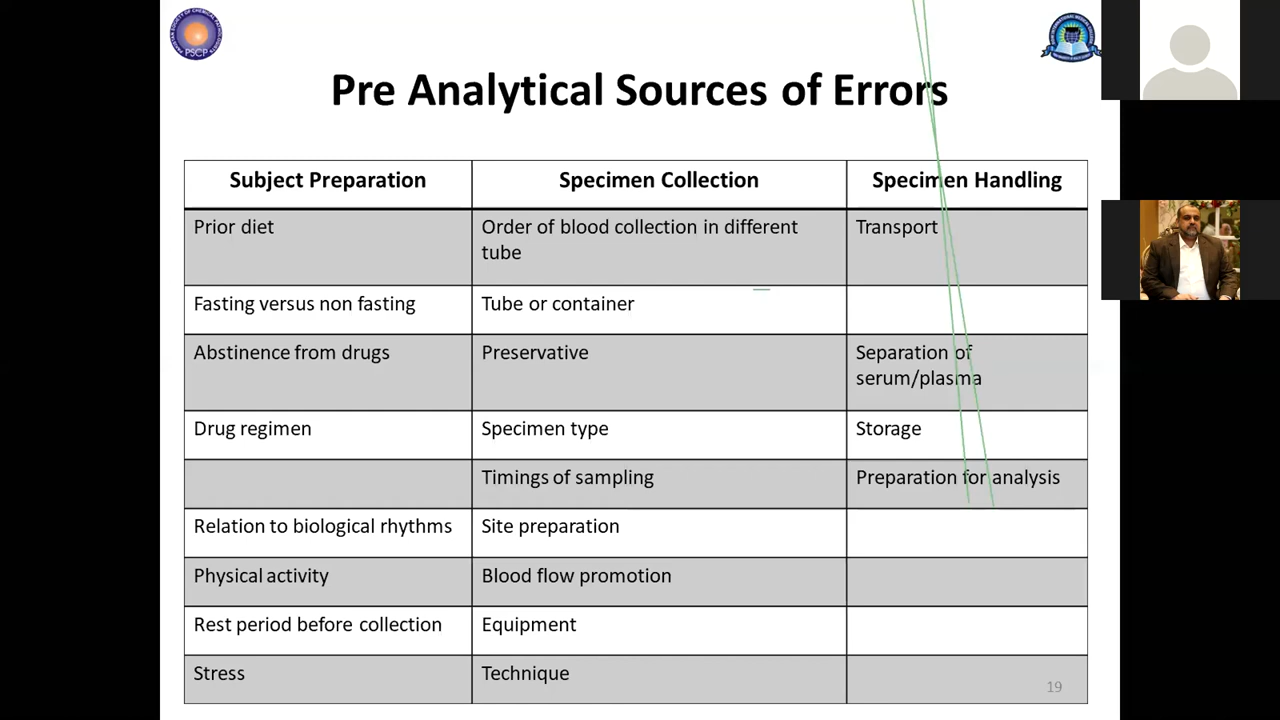 PSCP
Pre Analytical Sources of Errors
Subject Preparation Specimen Collection Specimen Handling
Prior diet Order of blood collection in different Transport
tube
Fasting versus non fasting Tube or container
Abstinence from drugs Preservative Separation of
serum/plasma
Drug regimen Specimen type Storage
Timings of sampling Preparation for analysis
Relation to biological rhythms Site preparation
Physical activity Blood flow promotion
Rest period before collection Equipment
Stress Technique
19